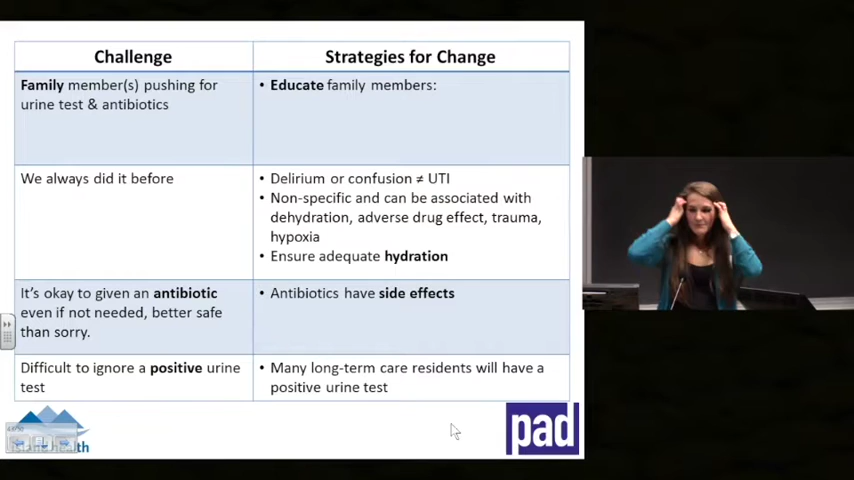 Challenge
Strategies for Change
Family member(s) pushing for
urine test & antibiotics
• Educate family members:
We always did it before
• Delirium or confusion ≠ UTI
• Non-specific and can be associated with
dehydration, adverse drug effect, trauma,
hypoxia
• Ensure adequate hydration
It's okay to given an antibiotic
even if not needed, better safe
than sorry.
• Antibiotics have side effects
Difficult to ignore a positive urine
test
• Many long-term care residents will have a
positive urine test
pad